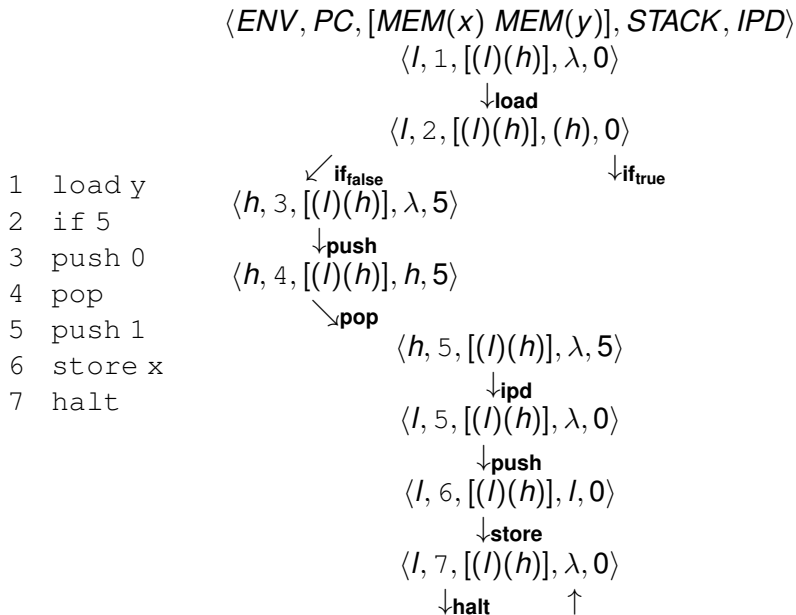 ⟨ENV, PC, [MEM(x) MEM(y)], STACK, IPD⟩
⟨l, 1, [(l)(h)], λ, 0⟩
↓load
⟨l, 2, [(l)(h)], (h), 0⟩
↙ if_false ↓if_true
⟨h, 3, [(l)(h)], λ, 5⟩
↓push
⟨h, 4, [(l)(h)], h, 5⟩
↘pop
⟨h, 5, [(l)(h)], λ, 5⟩
↓ipd
⟨l, 5, [(l)(h)], λ, 0⟩
↓push
⟨l, 6, [(l)(h)], l, 0⟩
↓store
⟨l, 7, [(l)(h)], λ, 0⟩
↓halt ↑
1 load y
2 if 5
3 push 0
4 pop
5 push 1
6 store x
7 halt